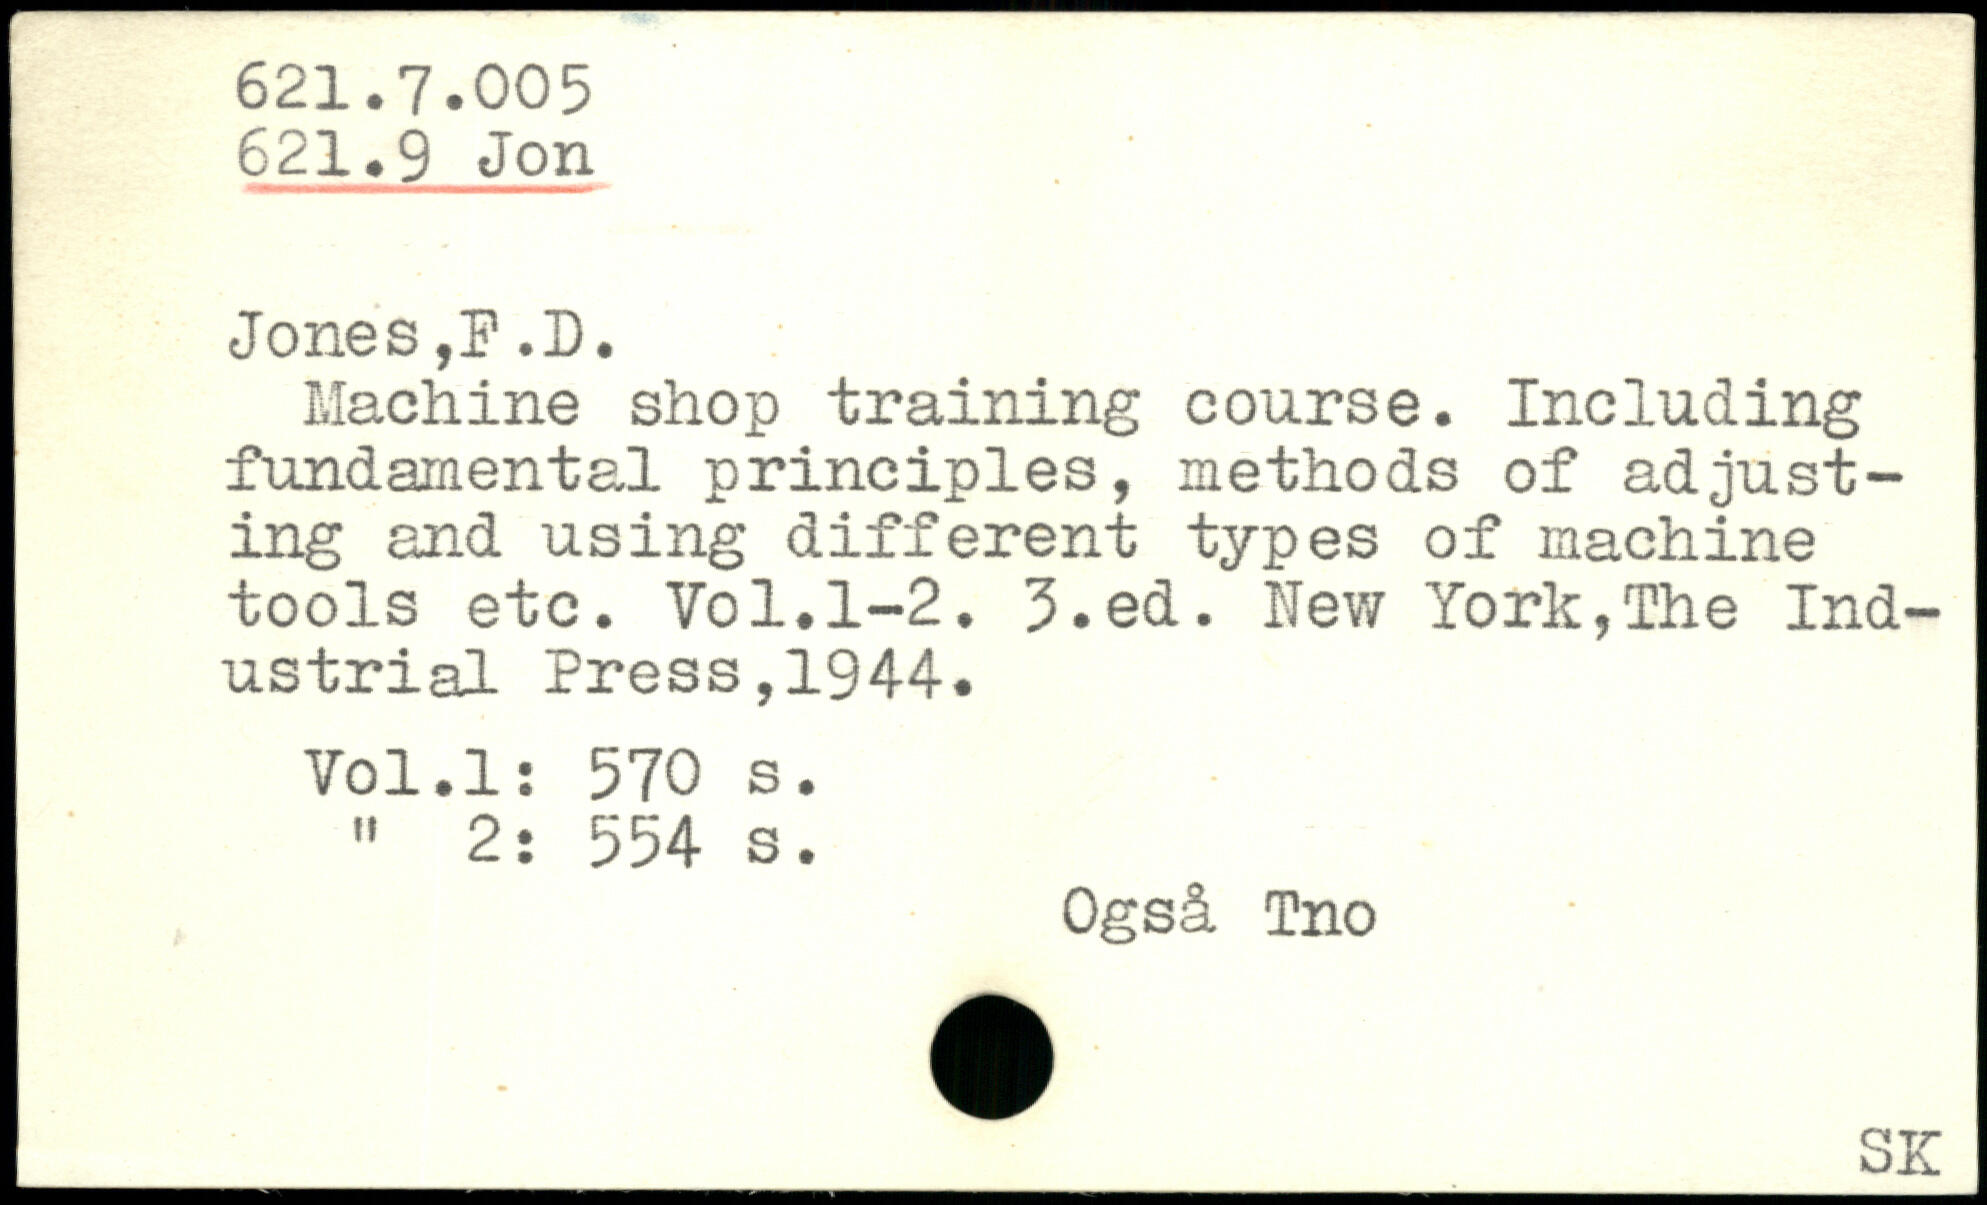 621.7.005
621.9 Jon
Jones,F.D.
Machine shop training course. Including
fundamental principles, methods of adjust-
ing and using different types of machine
tools etc. Vol.1-2. 3.ed. New York,The Ind-
ustrial Press,1944.
Vol.1: 570 s.
" 2: 554 s.
Også Tno
SK